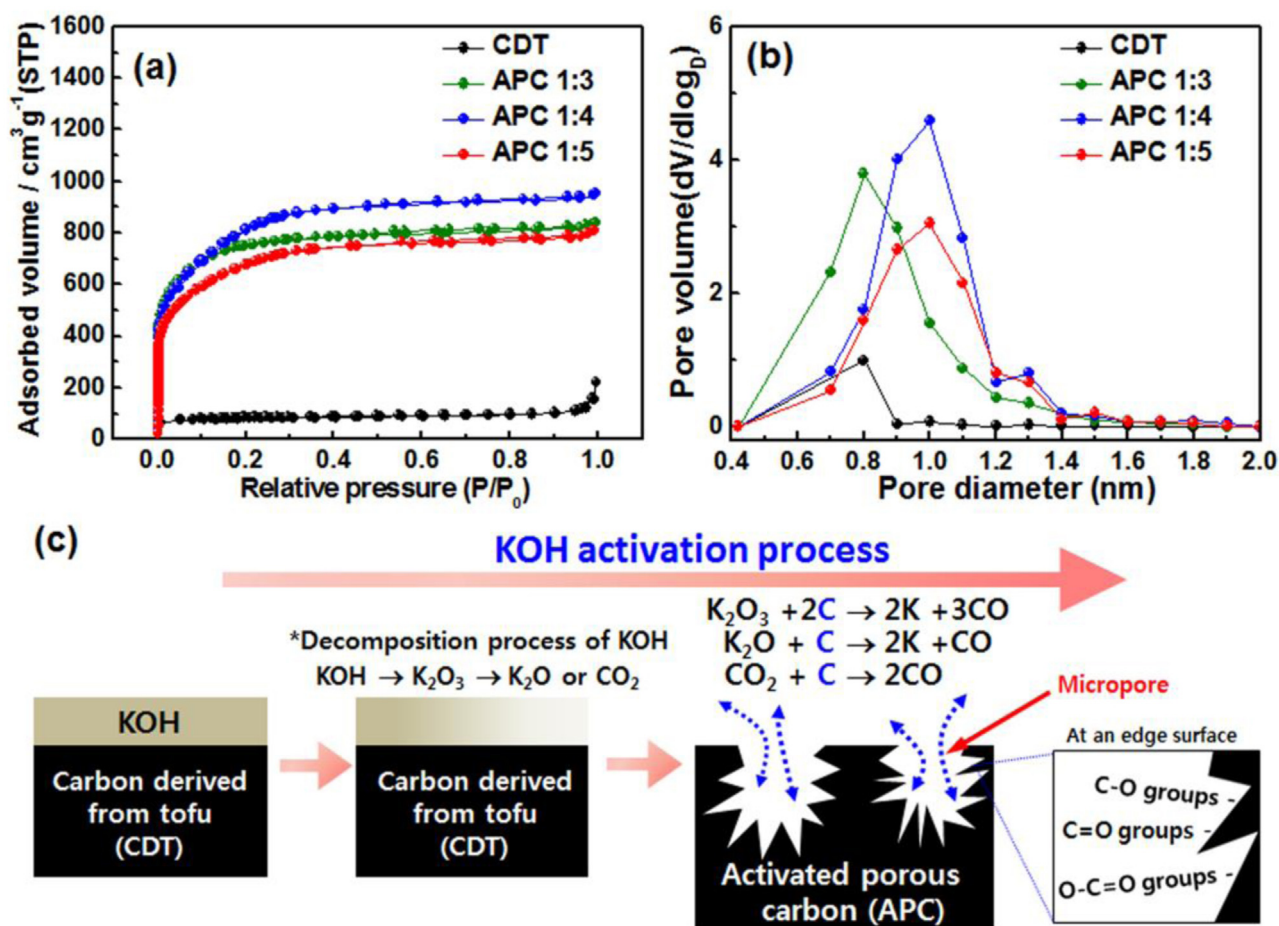 (a)
CDT
APC 1:3
APC 1:4
APC 1:5
Adsorbed volume / cm³g⁻¹(STP)
1600
1400
1200
1000
800
600
400
200
0
0.0 0.2 0.4 0.6 0.8 1.0
Relative pressure (P/P₀)
(b)
CDT
APC 1:3
APC 1:4
APC 1:5
Pore volume(dV/dlog_D)
6
4
2
0
0.4 0.6 0.8 1.0 1.2 1.4 1.6 1.8 2.0
Pore diameter (nm)
(c)
KOH activation process
*Decomposition process of KOH
KOH → K₂O₃ → K₂O or CO₂
K₂O₃ +2C → 2K +3CO
K₂O + C → 2K +CO
CO₂ + C → 2CO
KOH
Carbon derived
from tofu
(CDT)
Carbon derived
from tofu
(CDT)
Micropore
Activated porous
carbon (APC)
At an edge surface
C-O groups -
C=O groups -
O-C=O groups -